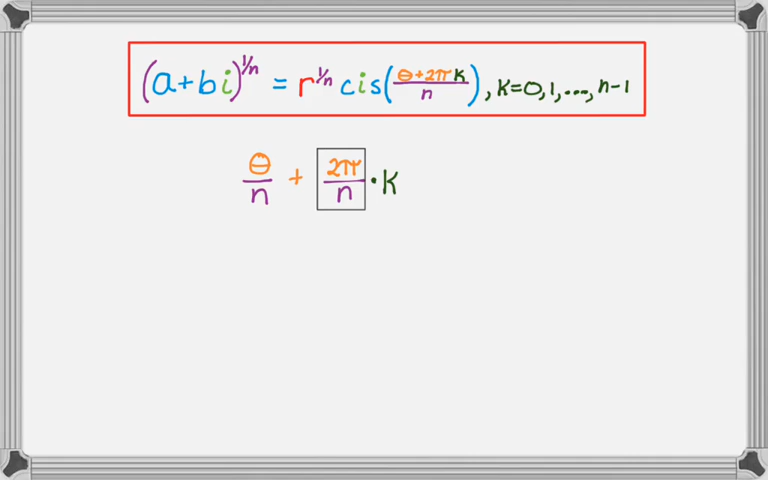 (a+bi)^{1/n} = r^{1/n} cis((θ+2πk)/n), k=0,1,...,n-1
θ/n + 2π/n · k